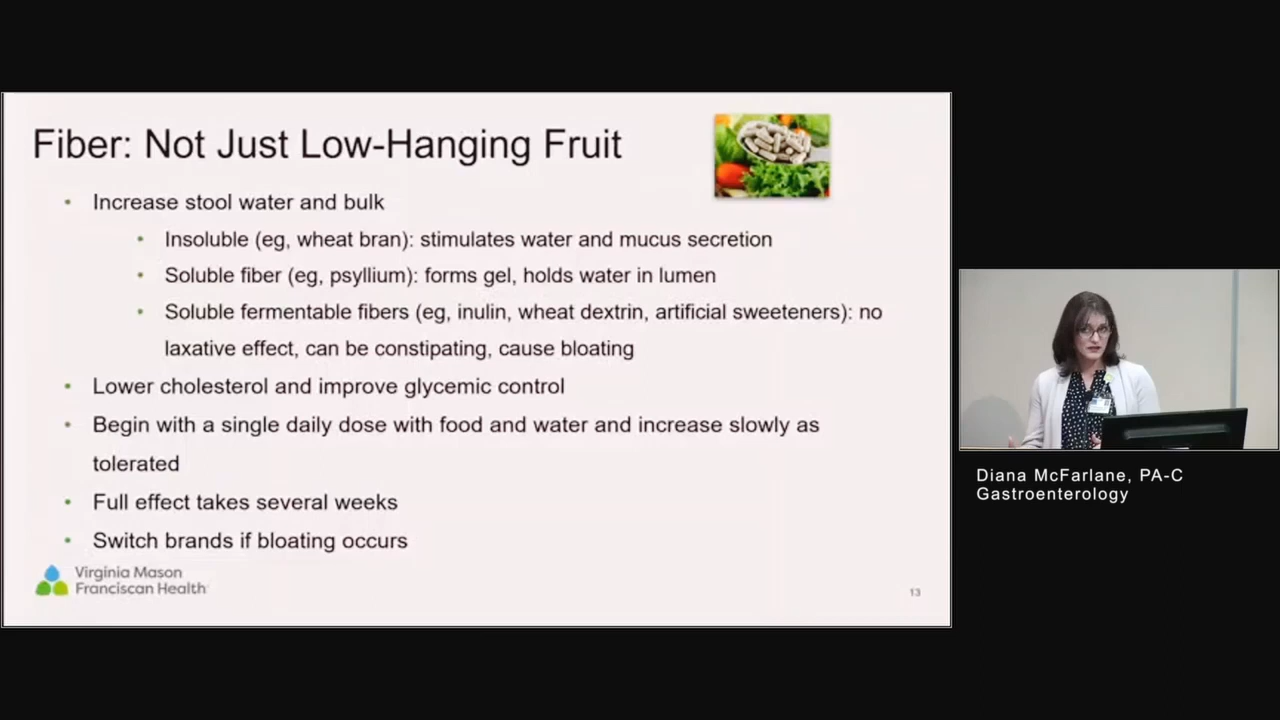 Fiber: Not Just Low-Hanging Fruit
• Increase stool water and bulk
• Insoluble (eg, wheat bran): stimulates water and mucus secretion
• Soluble fiber (eg, psyllium): forms gel, holds water in lumen
• Soluble fermentable fibers (eg, inulin, wheat dextrin, artificial sweeteners): no
laxative effect, can be constipating, cause bloating
• Lower cholesterol and improve glycemic control
• Begin with a single daily dose with food and water and increase slowly as
tolerated
• Full effect takes several weeks
• Switch brands if bloating occurs
Virginia Mason
Franciscan Health
13
Diana McFarlane, PA-C
Gastroenterology